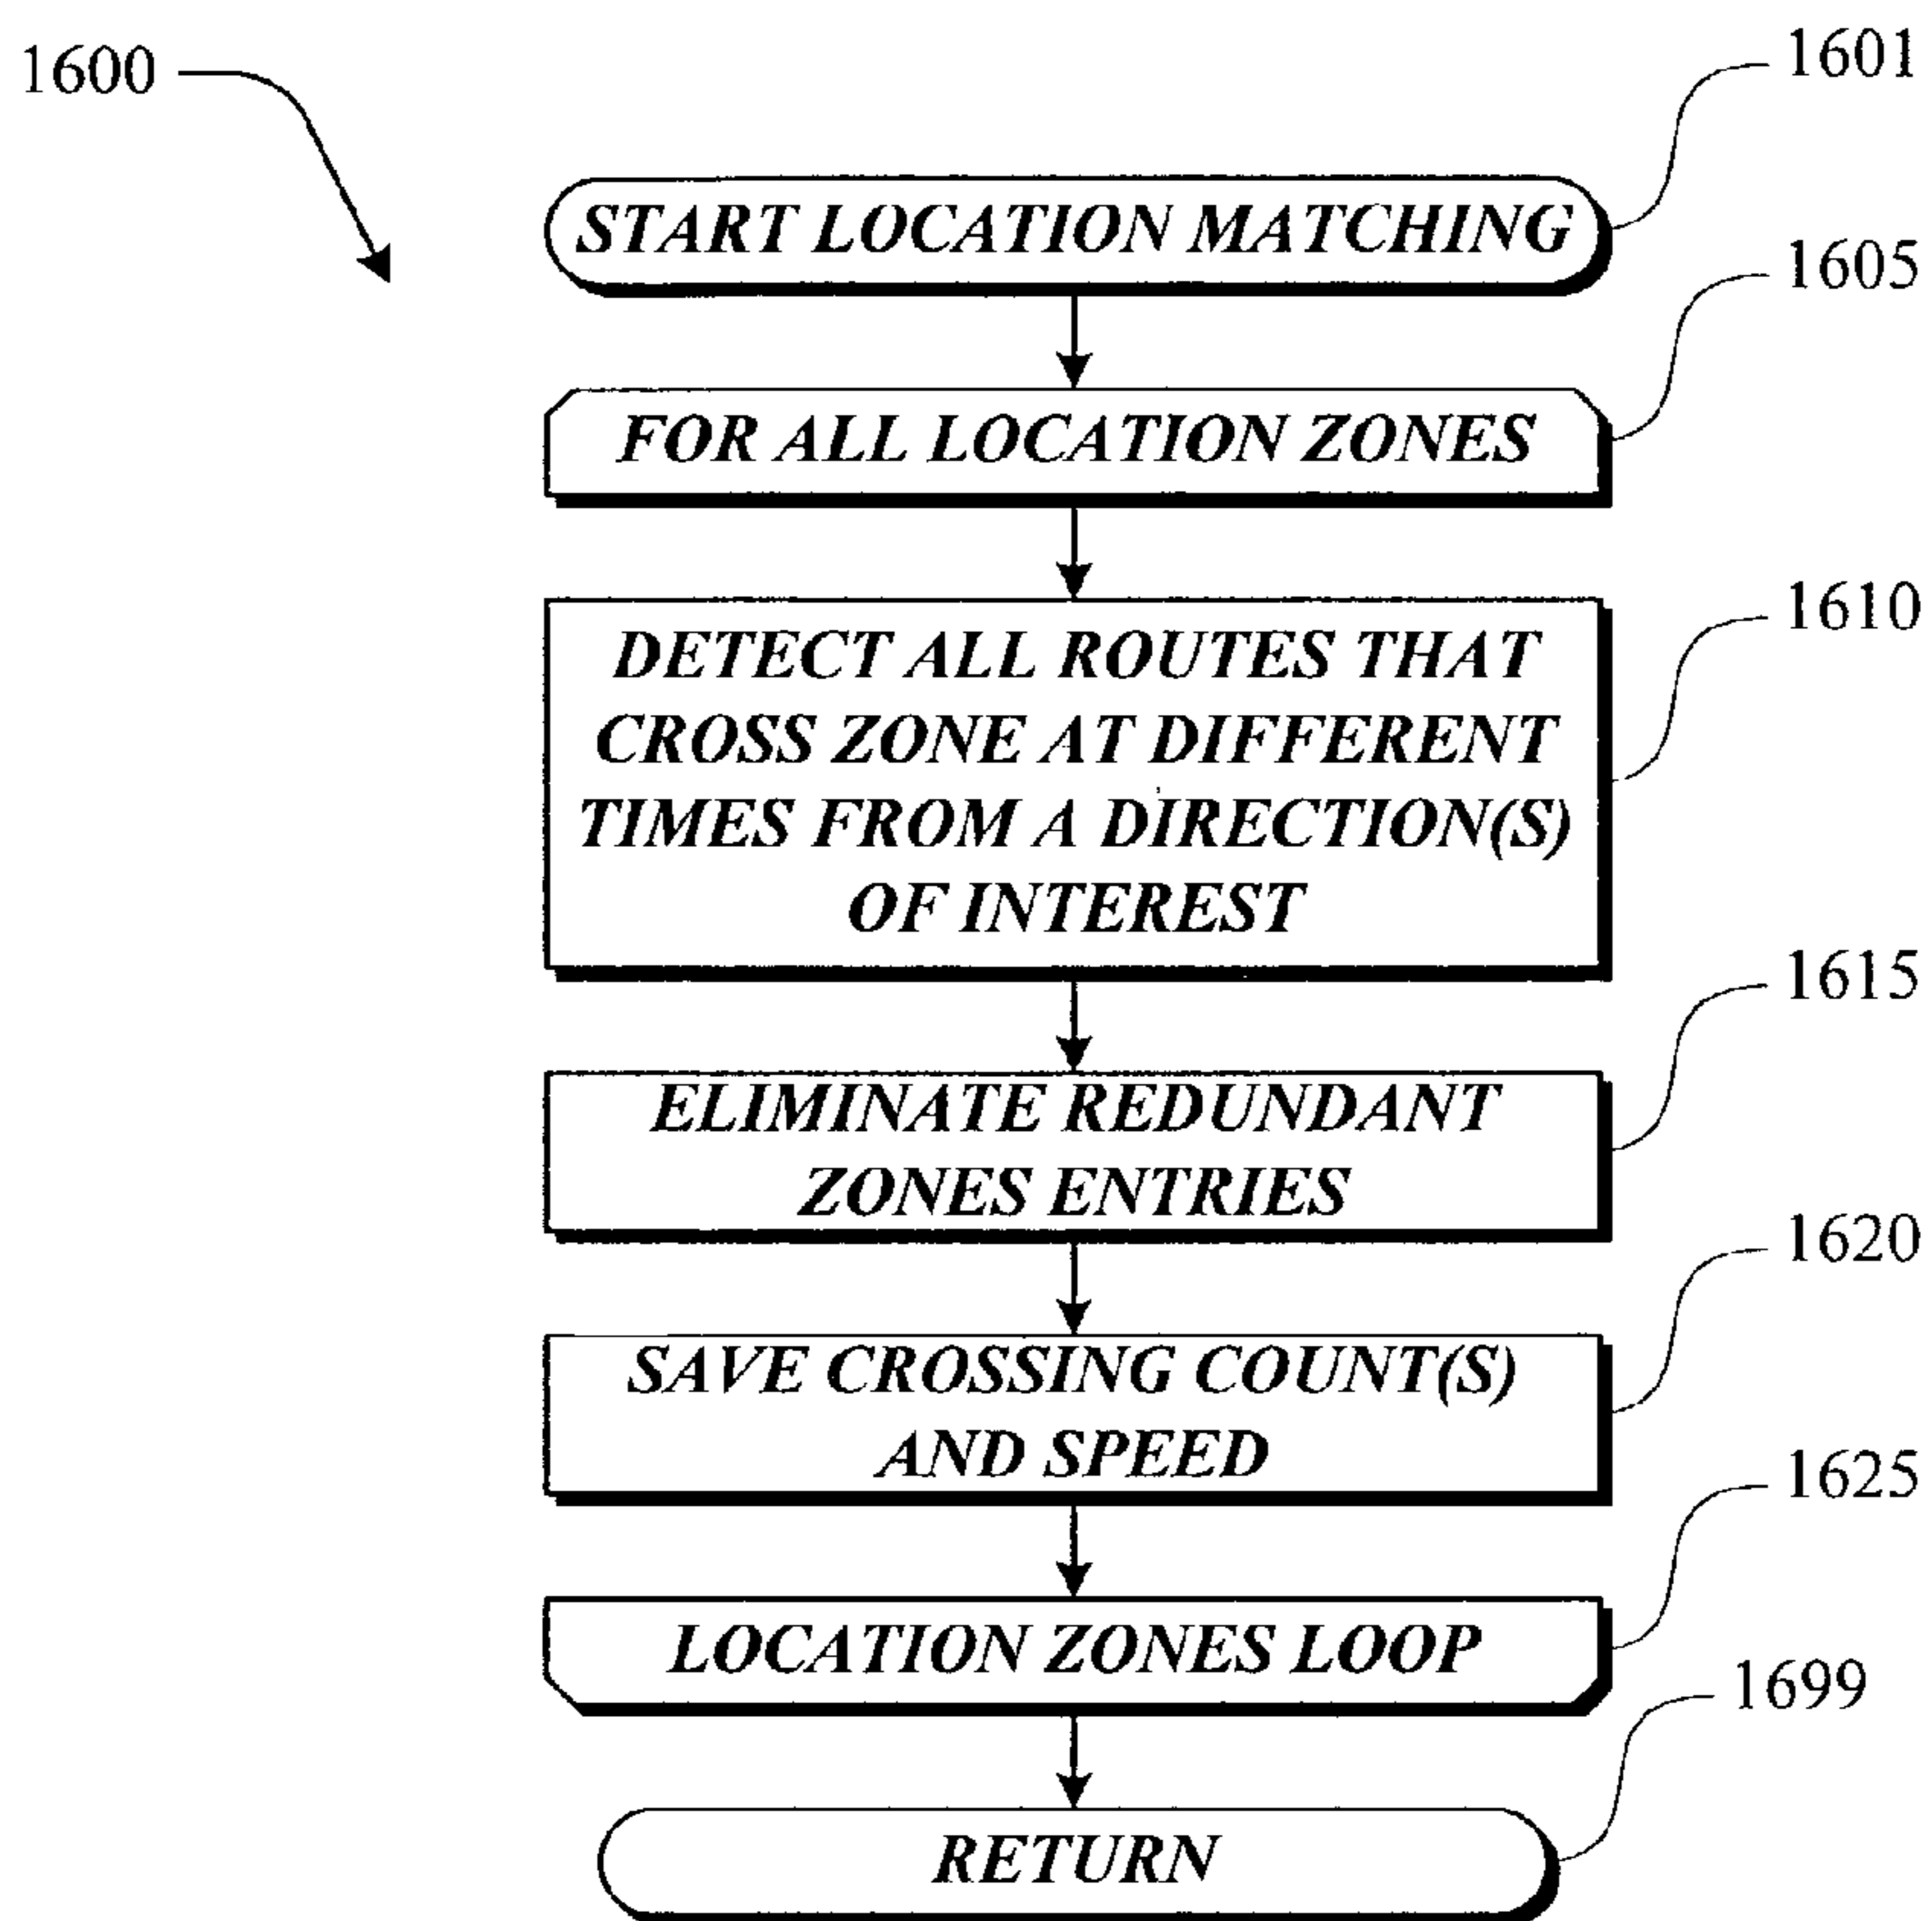 1600
1601
START LOCATION MATCHING
1605
FOR ALL LOCATION ZONES
1610
DETECT ALL ROUTES THAT
CROSS ZONE AT DIFFERENT
TIMES FROM A DIRECTION(S)
OF INTEREST
1615
ELIMINATE REDUNDANT
ZONES ENTRIES
1620
SAVE CROSSING COUNT(S)
AND SPEED
1625
LOCATION ZONES LOOP
1699
RETURN